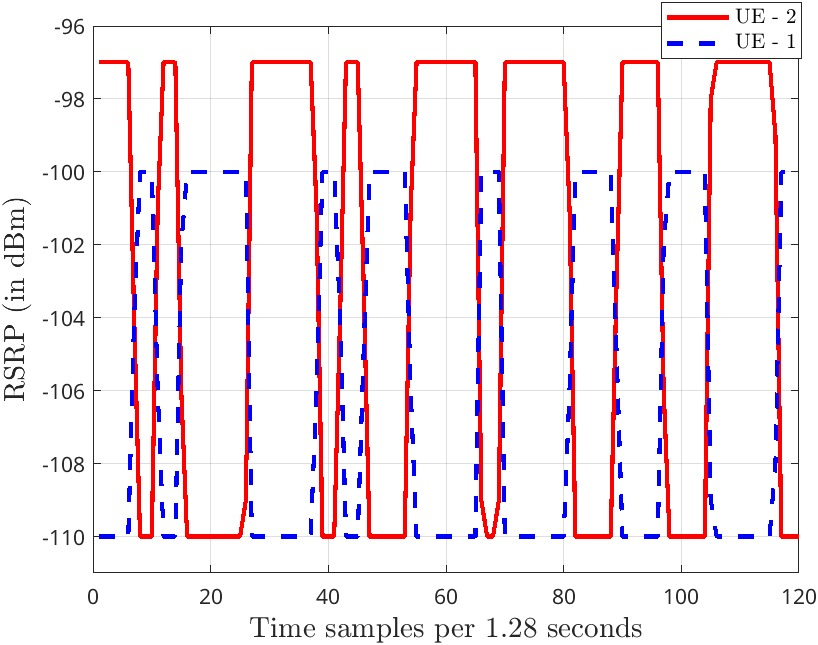 UE - 2
UE - 1
-96
-98
-100
-102
-104
-106
-108
-110
RSRP (in dBm)
0 20 40 60 80 100 120
Time samples per 1.28 seconds